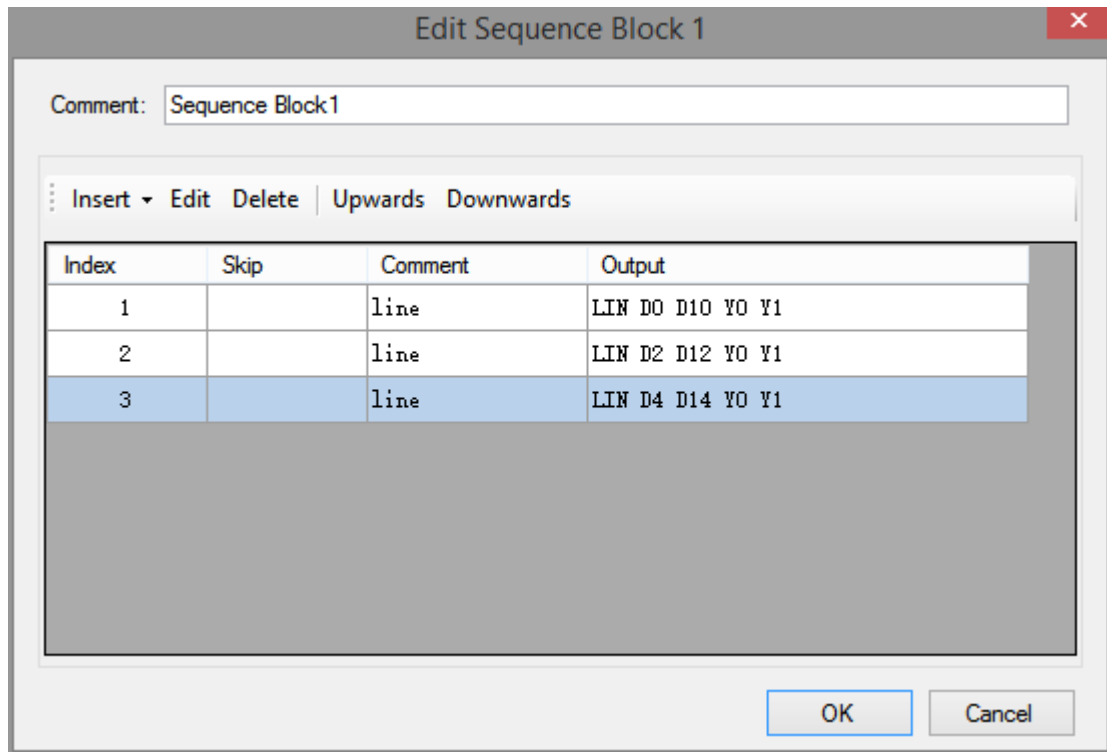 Edit Sequence Block 1
Comment: Sequence Block1
Insert Edit Delete Upwards Downwards
Index Skip Comment Output
1 line LIN D0 D10 Y0 Y1
2 line LIN D2 D12 Y0 Y1
3 line LIN D4 D14 Y0 Y1
OK Cancel